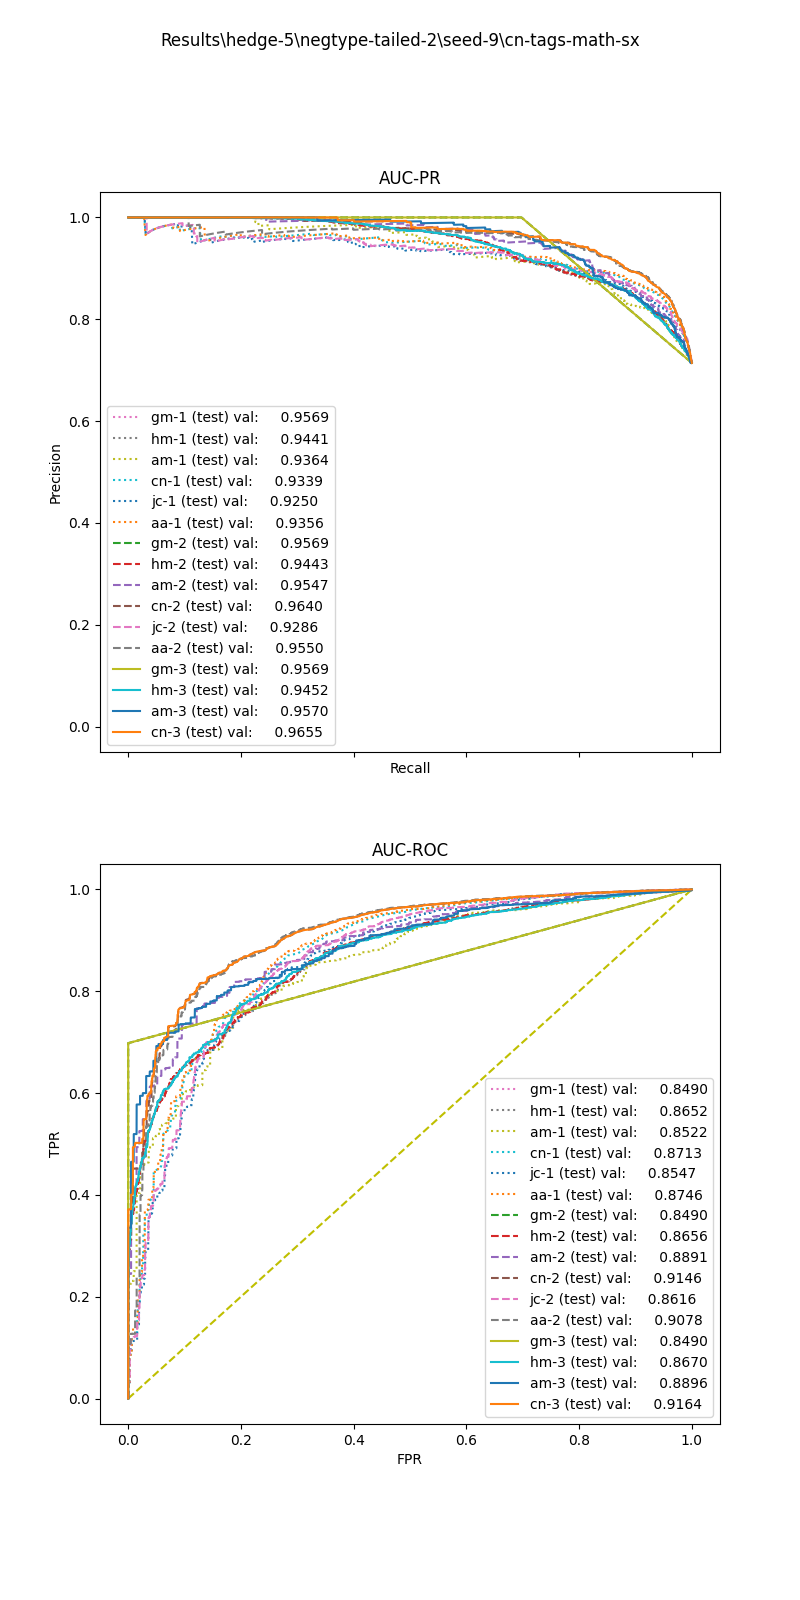 Results\hedge-5\negtype-tailed-2\seed-9\cn-tags-math-sx
AUC-PR
1.0
0.8
0.6
0.4
0.2
0.0
Precision
gm-1 (test) val: 0.9569
hm-1 (test) val: 0.9441
am-1 (test) val: 0.9364
cn-1 (test) val: 0.9339
jc-1 (test) val: 0.9250
aa-1 (test) val: 0.9356
gm-2 (test) val: 0.9569
hm-2 (test) val: 0.9443
am-2 (test) val: 0.9547
cn-2 (test) val: 0.9640
jc-2 (test) val: 0.9286
aa-2 (test) val: 0.9550
gm-3 (test) val: 0.9569
hm-3 (test) val: 0.9452
am-3 (test) val: 0.9570
cn-3 (test) val: 0.9655
Recall
AUC-ROC
1.0
0.8
0.6
0.4
0.2
0.0
TPR
gm-1 (test) val: 0.8490
hm-1 (test) val: 0.8652
am-1 (test) val: 0.8522
cn-1 (test) val: 0.8713
jc-1 (test) val: 0.8547
aa-1 (test) val: 0.8746
gm-2 (test) val: 0.8490
hm-2 (test) val: 0.8656
am-2 (test) val: 0.8891
cn-2 (test) val: 0.9146
jc-2 (test) val: 0.8616
aa-2 (test) val: 0.9078
gm-3 (test) val: 0.8490
hm-3 (test) val: 0.8670
am-3 (test) val: 0.8896
cn-3 (test) val: 0.9164
0.0 0.2 0.4 0.6 0.8 1.0
FPR